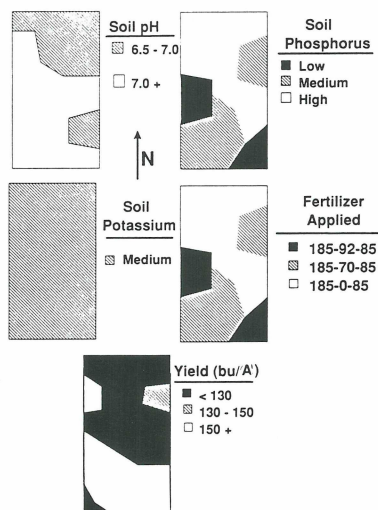 Soil pH
6.5 - 7.0
7.0 +
N
Soil
Phosphorus
Low
Medium
High
Soil
Potassium
Medium
Fertilizer
Applied
185-92-85
185-70-85
185-0-85
Yield (bu/A')
< 130
130 - 150
150 +